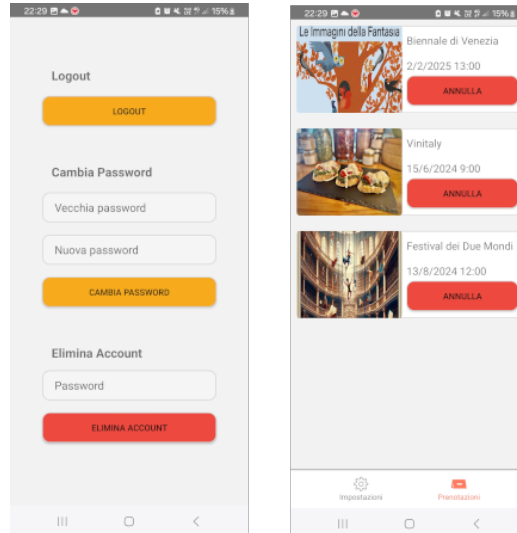 22:29
15%
Logout
LOGOUT
Cambia Password
Vecchia password
Nuova password
CAMBIA PASSWORD
Elimina Account
Password
ELIMINA ACCOUNT
22:29
15%
Le Immagini della Fantasia
Biennale di Venezia
2/2/2025 13:00
ANNULLA
Vinitaly
15/6/2024 9:00
ANNULLA
Festival dei Due Mondi
13/8/2024 12:00
ANNULLA
Impostazioni
Prenotazioni